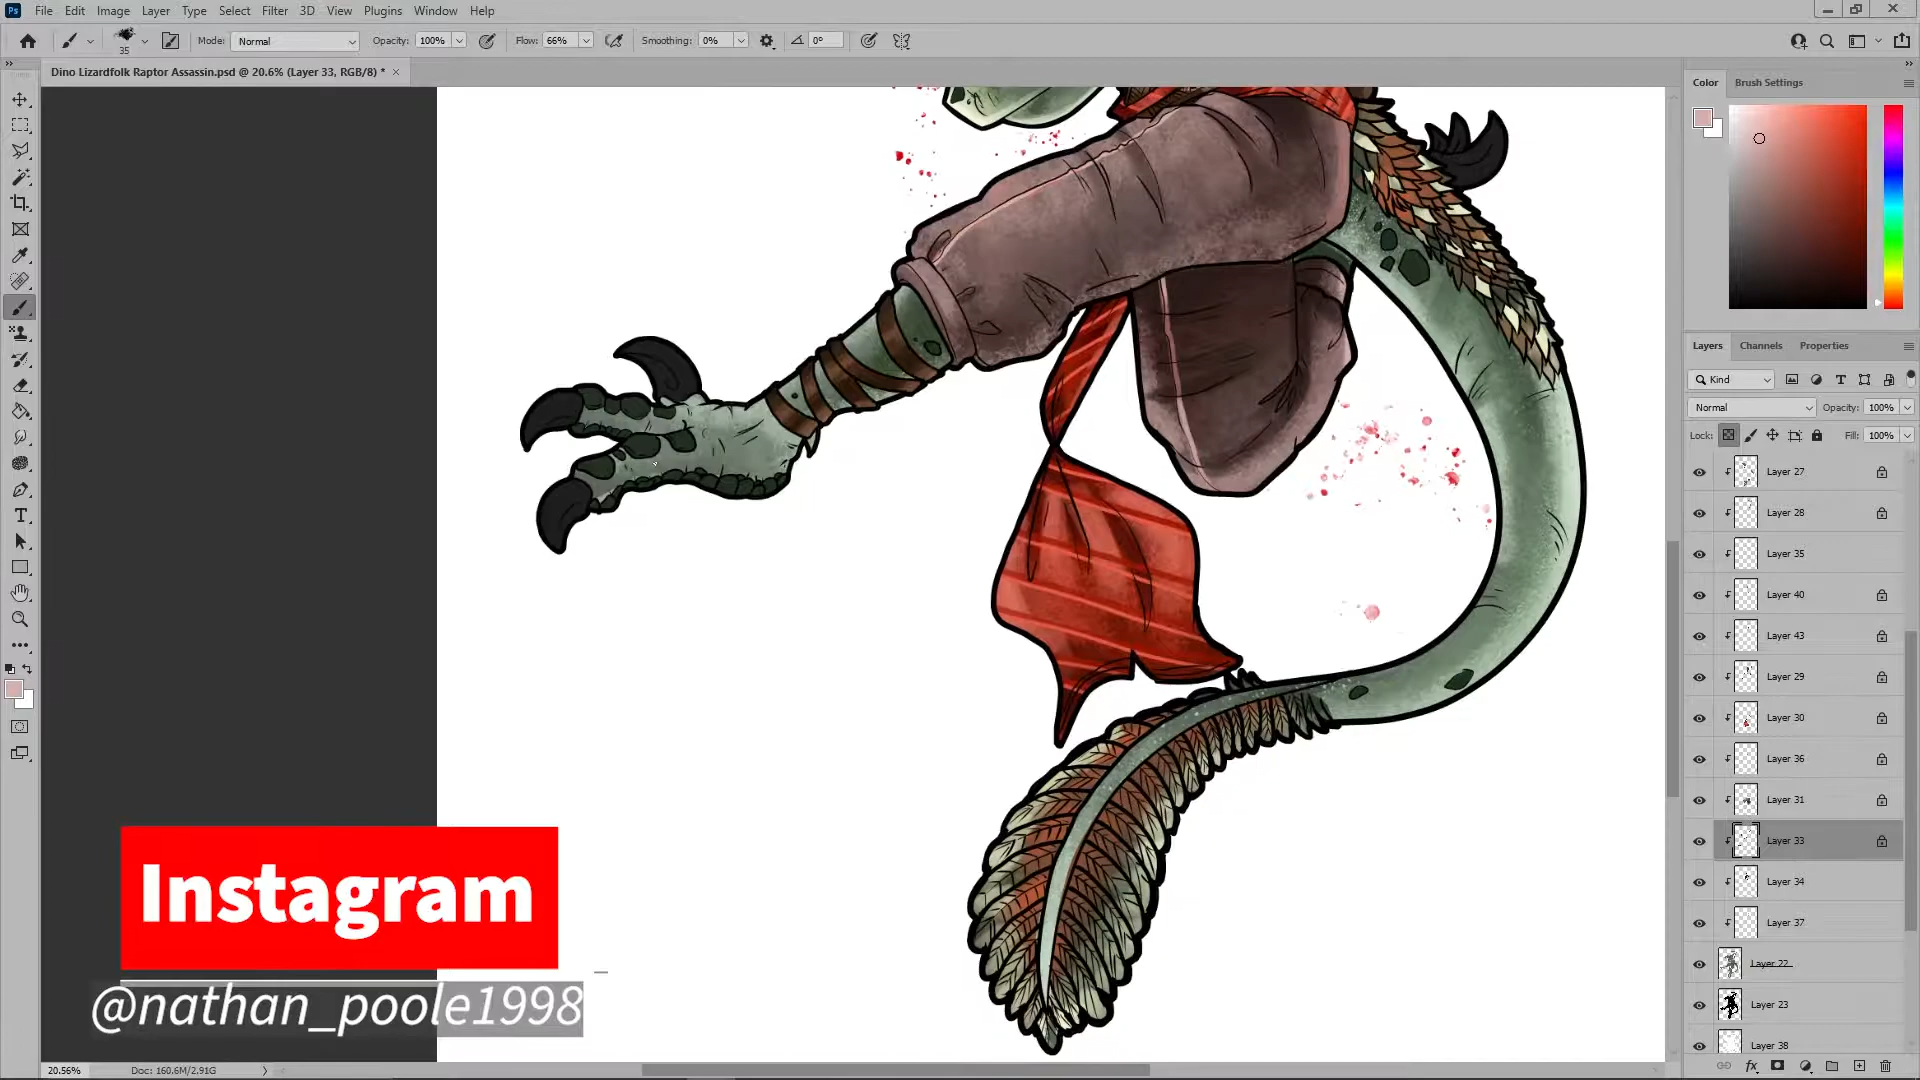 Ps File Edit Image Layer Type Select Filter 3D View Plugins Window Help
35 Mode: Normal Opacity: 100% Flow: 66% Smoothing: 0% 0°
Dino Lizardfolk Raptor Assassin.psd @ 20.6% (Layer 33, RGB/8) * ×
Color Brush Settings
Layers Channels Properties
Kind
Normal Opacity: 100%
Lock: Fill: 100%
Layer 27
Layer 28
Layer 35
Layer 40
Layer 43
Layer 29
Layer 30
Layer 36
Layer 31
Layer 33
Layer 34
Layer 37
Layer 22
Layer 23
Layer 38
Instagram
@nathan_poole1998
20.56% Doc: 160.6M/2.91G